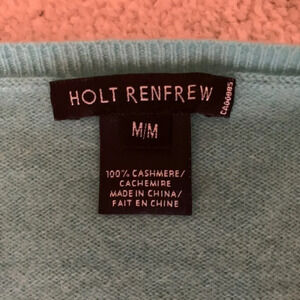 HOLT RENFREW
M/M
100% CASHMERE/
CACHEMIRE
MADE IN CHINA/
FAIT EN CHINE